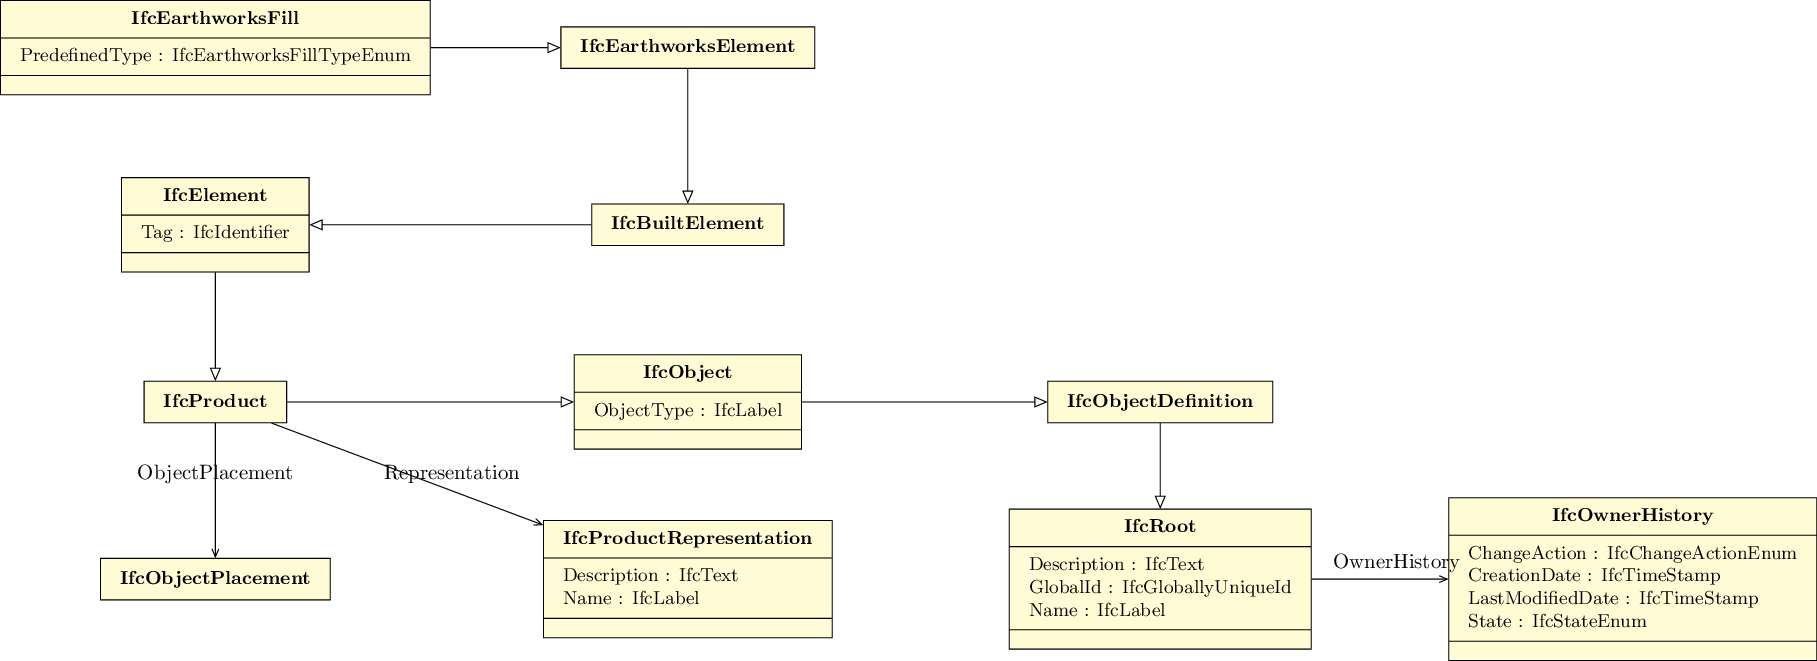 IfcEarthworksFill
PredefinedType : IfcEarthworksFillTypeEnum
IfcEarthworksElement
IfcElement
Tag : IfcIdentifier
IfcBuiltElement
IfcProduct
IfcObject
ObjectType : IfcLabel
IfcObjectDefinition
ObjectPlacement
Representation
IfcObjectPlacement
IfcProductRepresentation
Description : IfcText
Name : IfcLabel
IfcRoot
Description : IfcText
GlobalId : IfcGloballyUniqueId
Name : IfcLabel
OwnerHistory
IfcOwnerHistory
ChangeAction : IfcChangeActionEnum
CreationDate : IfcTimeStamp
LastModifiedDate : IfcTimeStamp
State : IfcStateEnum